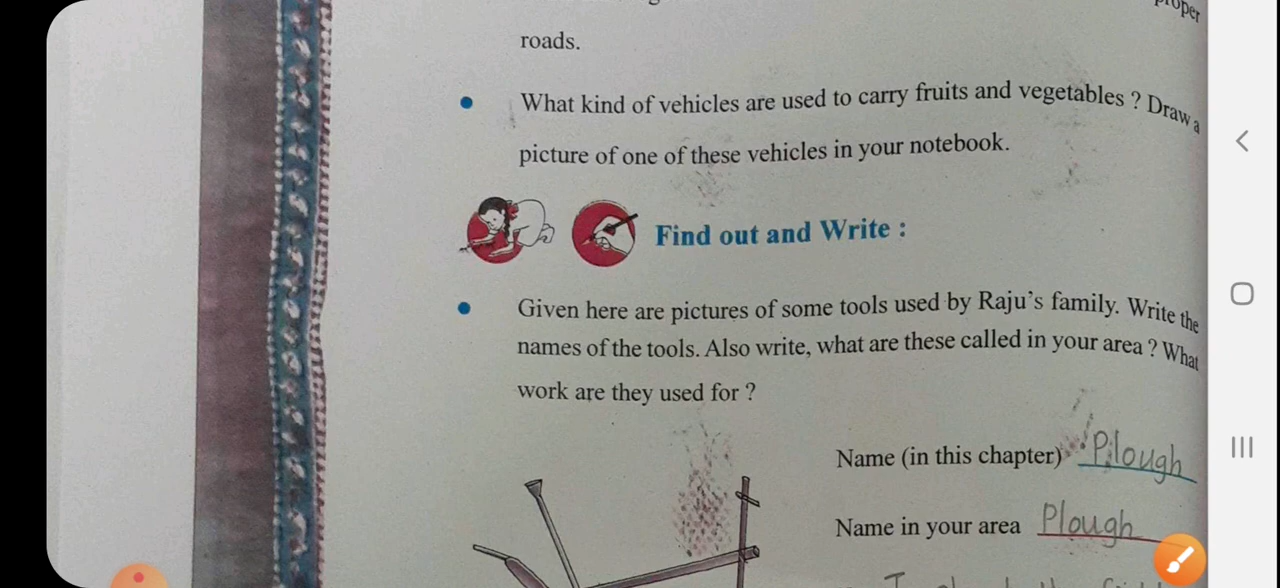 proper
roads.
• What kind of vehicles are used to carry fruits and vegetables ? Draw a
picture of one of these vehicles in your notebook.
Find out and Write :
• Given here are pictures of some tools used by Raju's family. Write the
names of the tools. Also write, what are these called in your area ? What
work are they used for ?
Name (in this chapter) Plough
Name in your area Plough